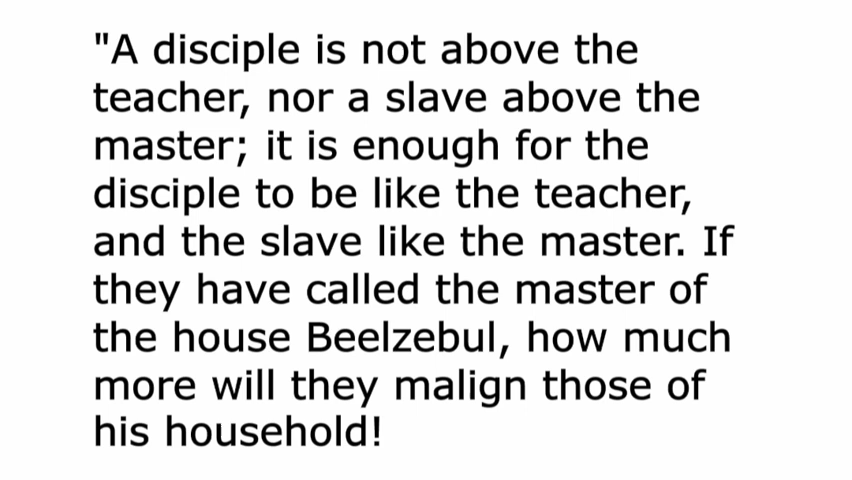 "A disciple is not above the
teacher, nor a slave above the
master; it is enough for the
disciple to be like the teacher,
and the slave like the master. If
they have called the master of
the house Beelzebul, how much
more will they malign those of
his household!